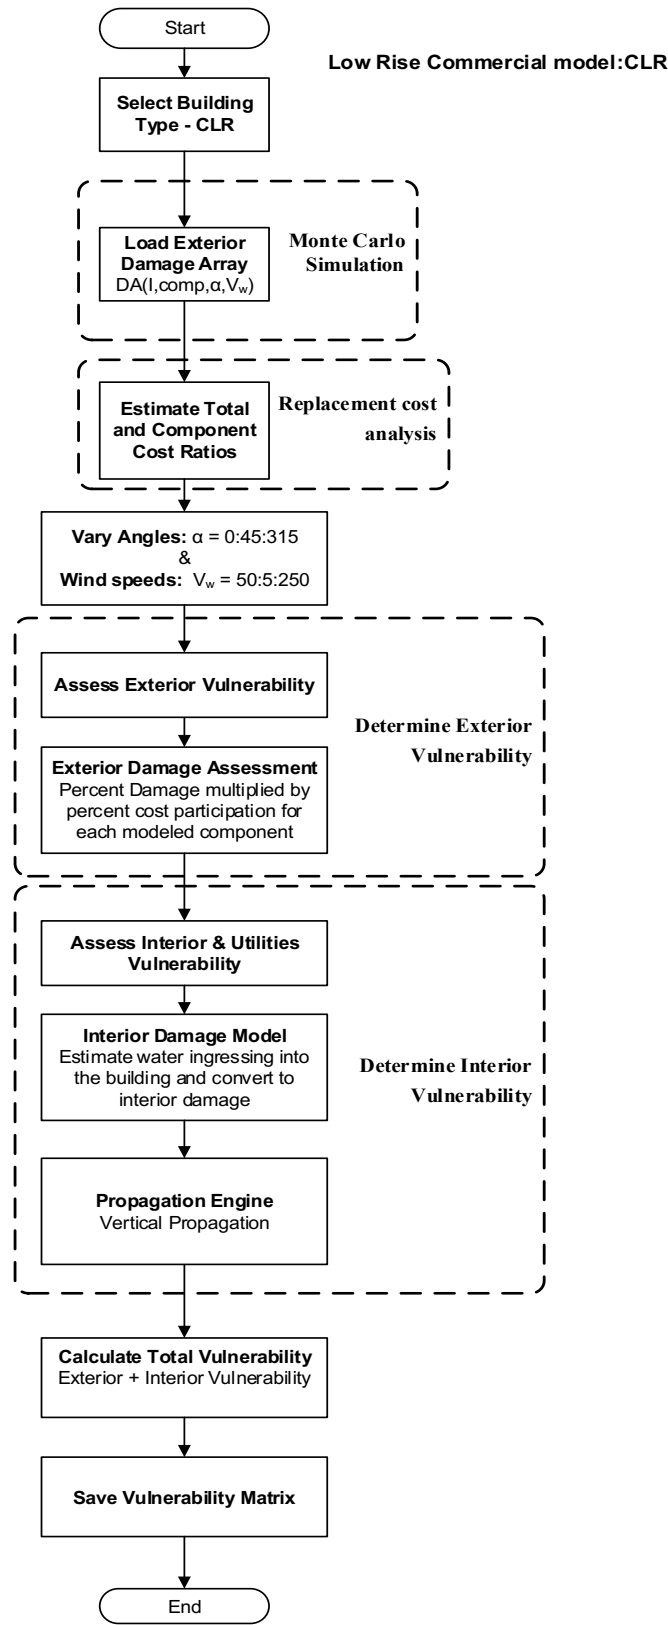 Start
Low Rise Commercial model:CLR
Select Building
Type - CLR
Load Exterior
Damage Array
DA(I,comp,α,Vw)
Monte Carlo
Simulation
Estimate Total
and Component
Cost Ratios
Replacement cost
analysis
Vary Angles: α = 0:45:315
&
Wind speeds: Vw = 50:5:250
Assess Exterior Vulnerability
Determine Exterior
Vulnerability
Exterior Damage Assessment
Percent Damage multiplied by
percent cost participation for
each modeled component
Assess Interior & Utilities
Vulnerability
Interior Damage Model
Estimate water ingressing into
the building and convert to
interior damage
Determine Interior
Vulnerability
Propagation Engine
Vertical Propagation
Calculate Total Vulnerability
Exterior + Interior Vulnerability
Save Vulnerability Matrix
End